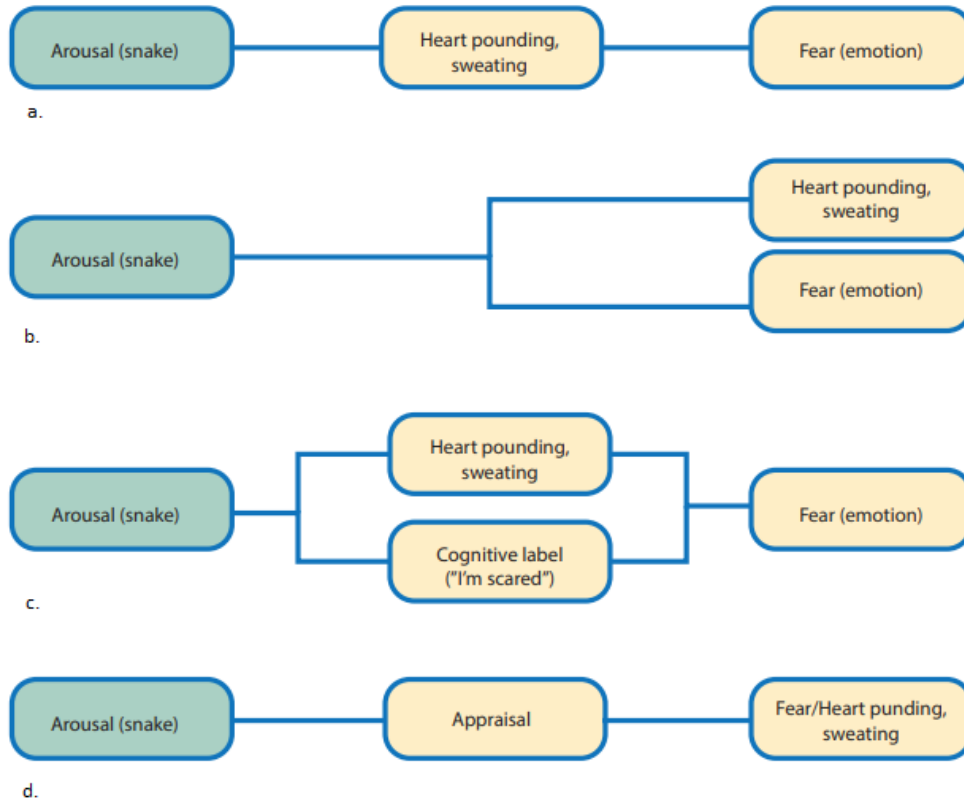 Arousal (snake)
Heart pounding,
sweating
Fear (emotion)
a.
Arousal (snake)
Heart pounding,
sweating
Fear (emotion)
b.
Arousal (snake)
Heart pounding,
sweating
Cognitive label
("I'm scared")
Fear (emotion)
c.
Arousal (snake)
Appraisal
Fear/Heart punding,
sweating
d.